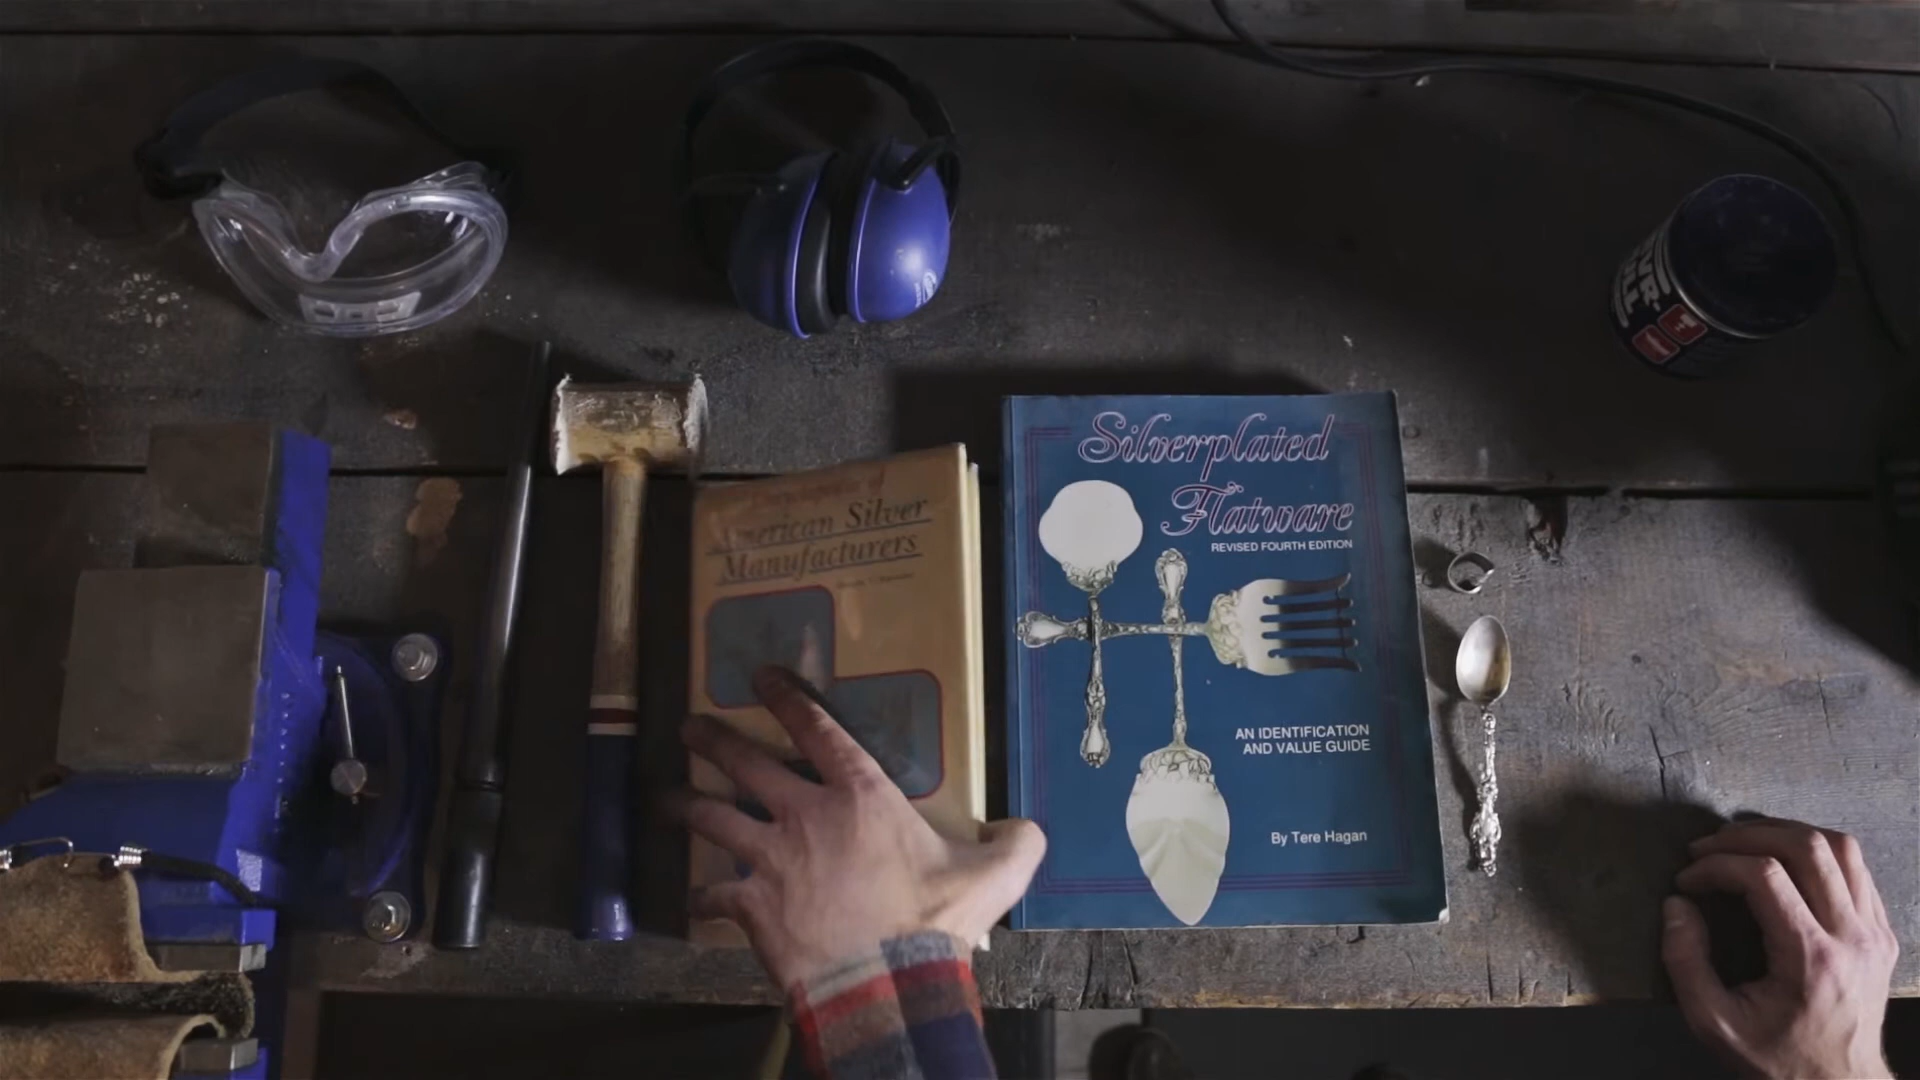 American Silver
Manufacturers
Silverplated
Flatware
REVISED FOURTH EDITION
AN IDENTIFICATION
AND VALUE GUIDE
By Tere Hagan